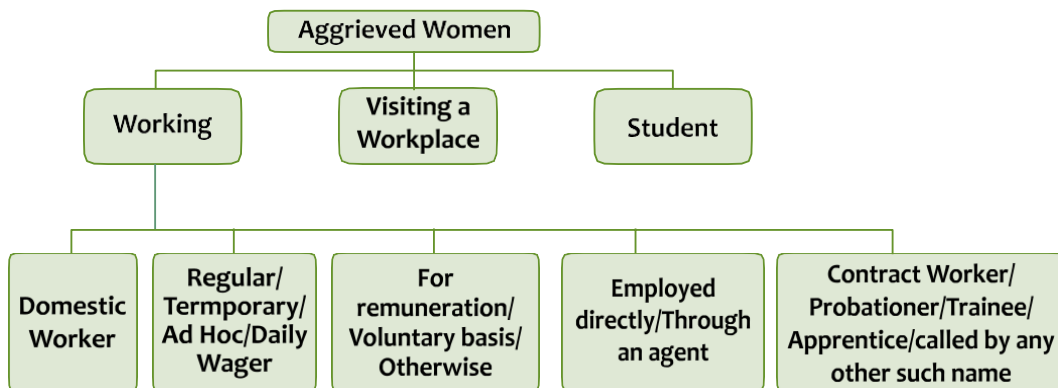 Aggrieved Women
Working
Visiting a
Workplace
Student
Domestic
Worker
Regular/
Termporary/
Ad Hoc/Daily
Wager
For
remuneration/
Voluntary basis/
Otherwise
Employed
directly/Through
an agent
Contract Worker/
Probationer/Trainee/
Apprentice/called by any
other such name